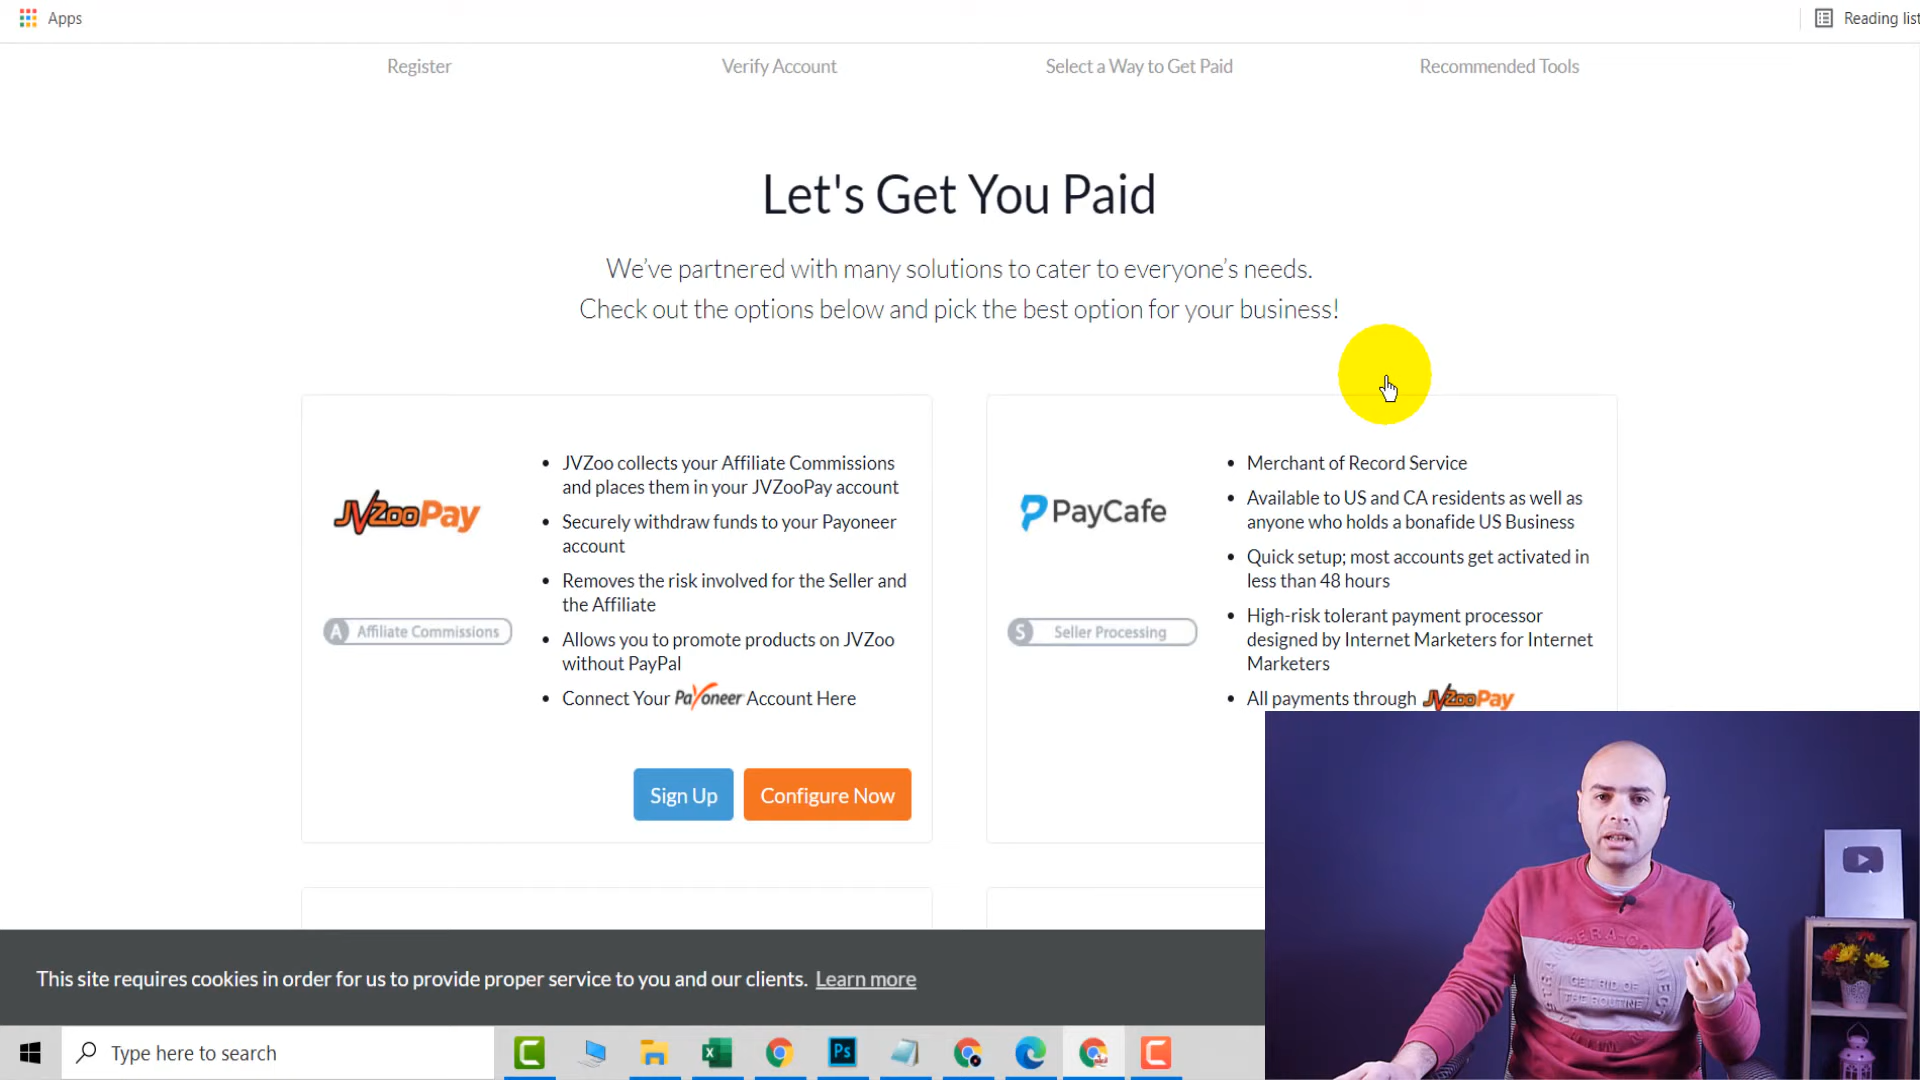 Apps
Reading list
Register
Verify Account
Select a Way to Get Paid
Recommended Tools
Let's Get You Paid
We've partnered with many solutions to cater to everyone's needs.
Check out the options below and pick the best option for your business!
JVZooPay
A Affiliate Commissions
• JVZoo collects your Affiliate Commissions
and places them in your JVZooPay account
• Securely withdraw funds to your Payoneer
account
• Removes the risk involved for the Seller and
the Affiliate
• Allows you to promote products on JVZoo
without PayPal
• Connect Your Payoneer Account Here
Sign Up
Configure Now
PayCafe
S Seller Processing
• Merchant of Record Service
• Available to US and CA residents as well as
anyone who holds a bonafide US Business
• Quick setup; most accounts get activated in
less than 48 hours
• High-risk tolerant payment processor
designed by Internet Marketers for Internet
Marketers
• All payments through JVZooPay
GET RID OF
THE ROUTINE
This site requires cookies in order for us to provide proper service to you and our clients. Learn more
Type here to search
Ps